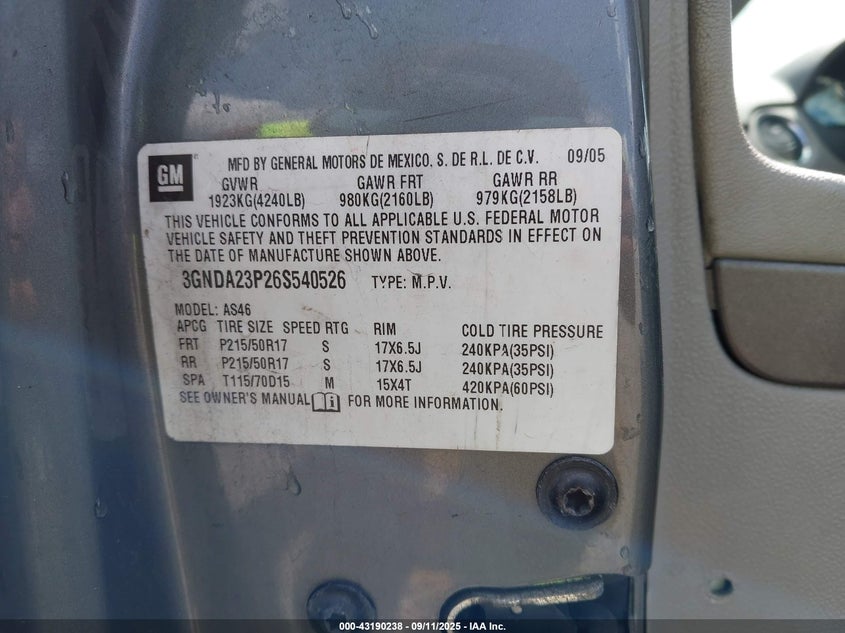 GM
MFD BY GENERAL MOTORS DE MEXICO, S. DE R.L. DE C.V. 09/05
GVWR GAWR FRT GAWR RR
1923KG(4240LB) 980KG(2160LB) 979KG(2158LB)
THIS VEHICLE CONFORMS TO ALL APPLICABLE U.S. FEDERAL MOTOR
VEHICLE SAFETY AND THEFT PREVENTION STANDARDS IN EFFECT ON
THE DATE OF MANUFACTURE SHOWN ABOVE.
3GNDA23P26S540526 TYPE: M.P.V.
MODEL: AS46
APCG TIRE SIZE SPEED RTG RIM COLD TIRE PRESSURE
FRT P215/50R17 S 17X6.5J 240KPA(35PSI)
RR P215/50R17 S 17X6.5J 240KPA(35PSI)
SPA T115/70D15 M 15X4T 420KPA(60PSI)
SEE OWNER'S MANUAL i FOR MORE INFORMATION.
000-43190238 - 09/11/2025 - IAA Inc.